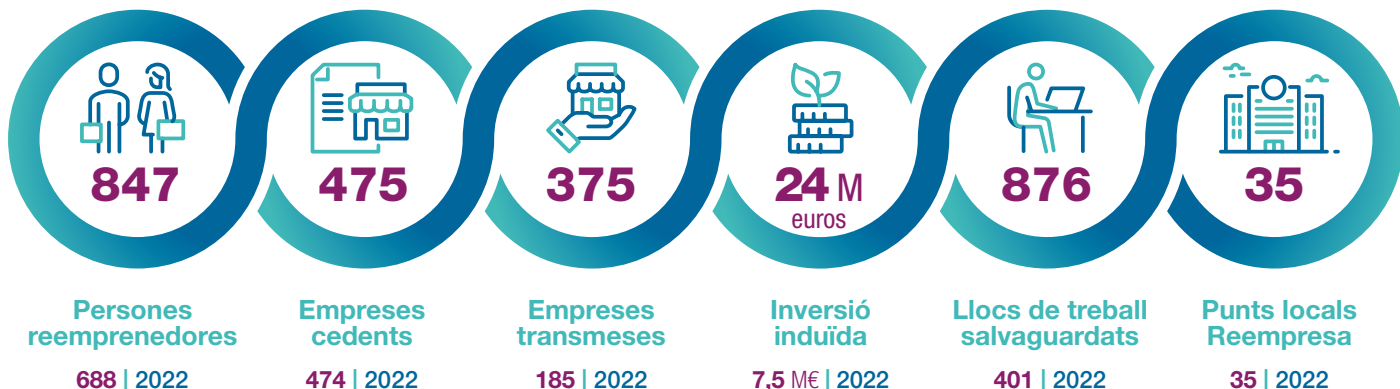 847
475
375
24 M
euros
876
35
Persones
reemprenedores
688 | 2022
Empreses
cedents
474 | 2022
Empreses
transmeses
185 | 2022
Inversió
induïda
7,5 M€ | 2022
Llocs de treball
salvaguardats
401 | 2022
Punts locals
Reempresa
35 | 2022